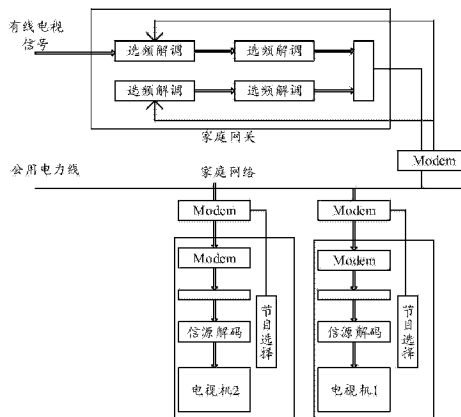 有线电视
信号
选频解调
选频解调
选频解调
选频解调
家庭网关
Modem
公用电力线
家庭网络
Modem
Modem
Modem
Modem
信源解码
节目选择
信源解码
节目选择
电视机2
电视机1